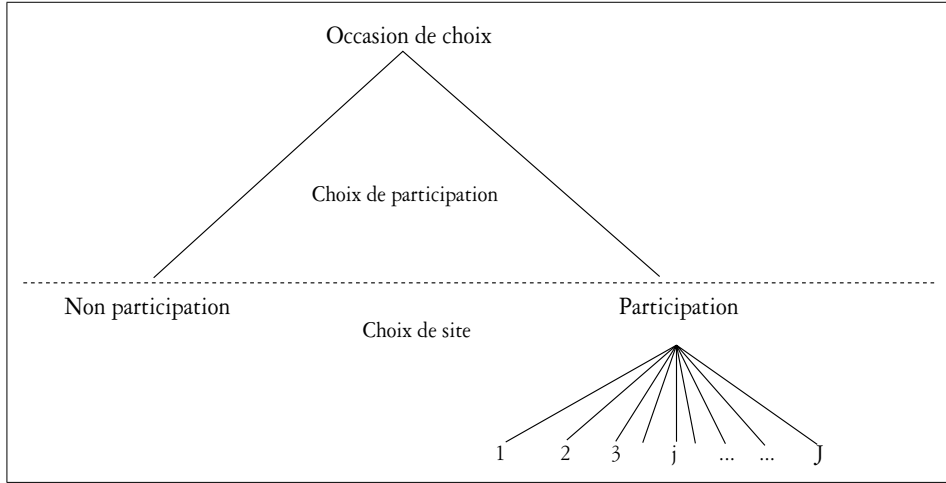 Occasion de choix
Choix de participation
Non participation
Participation
Choix de site
1 2 3 j ... ... J